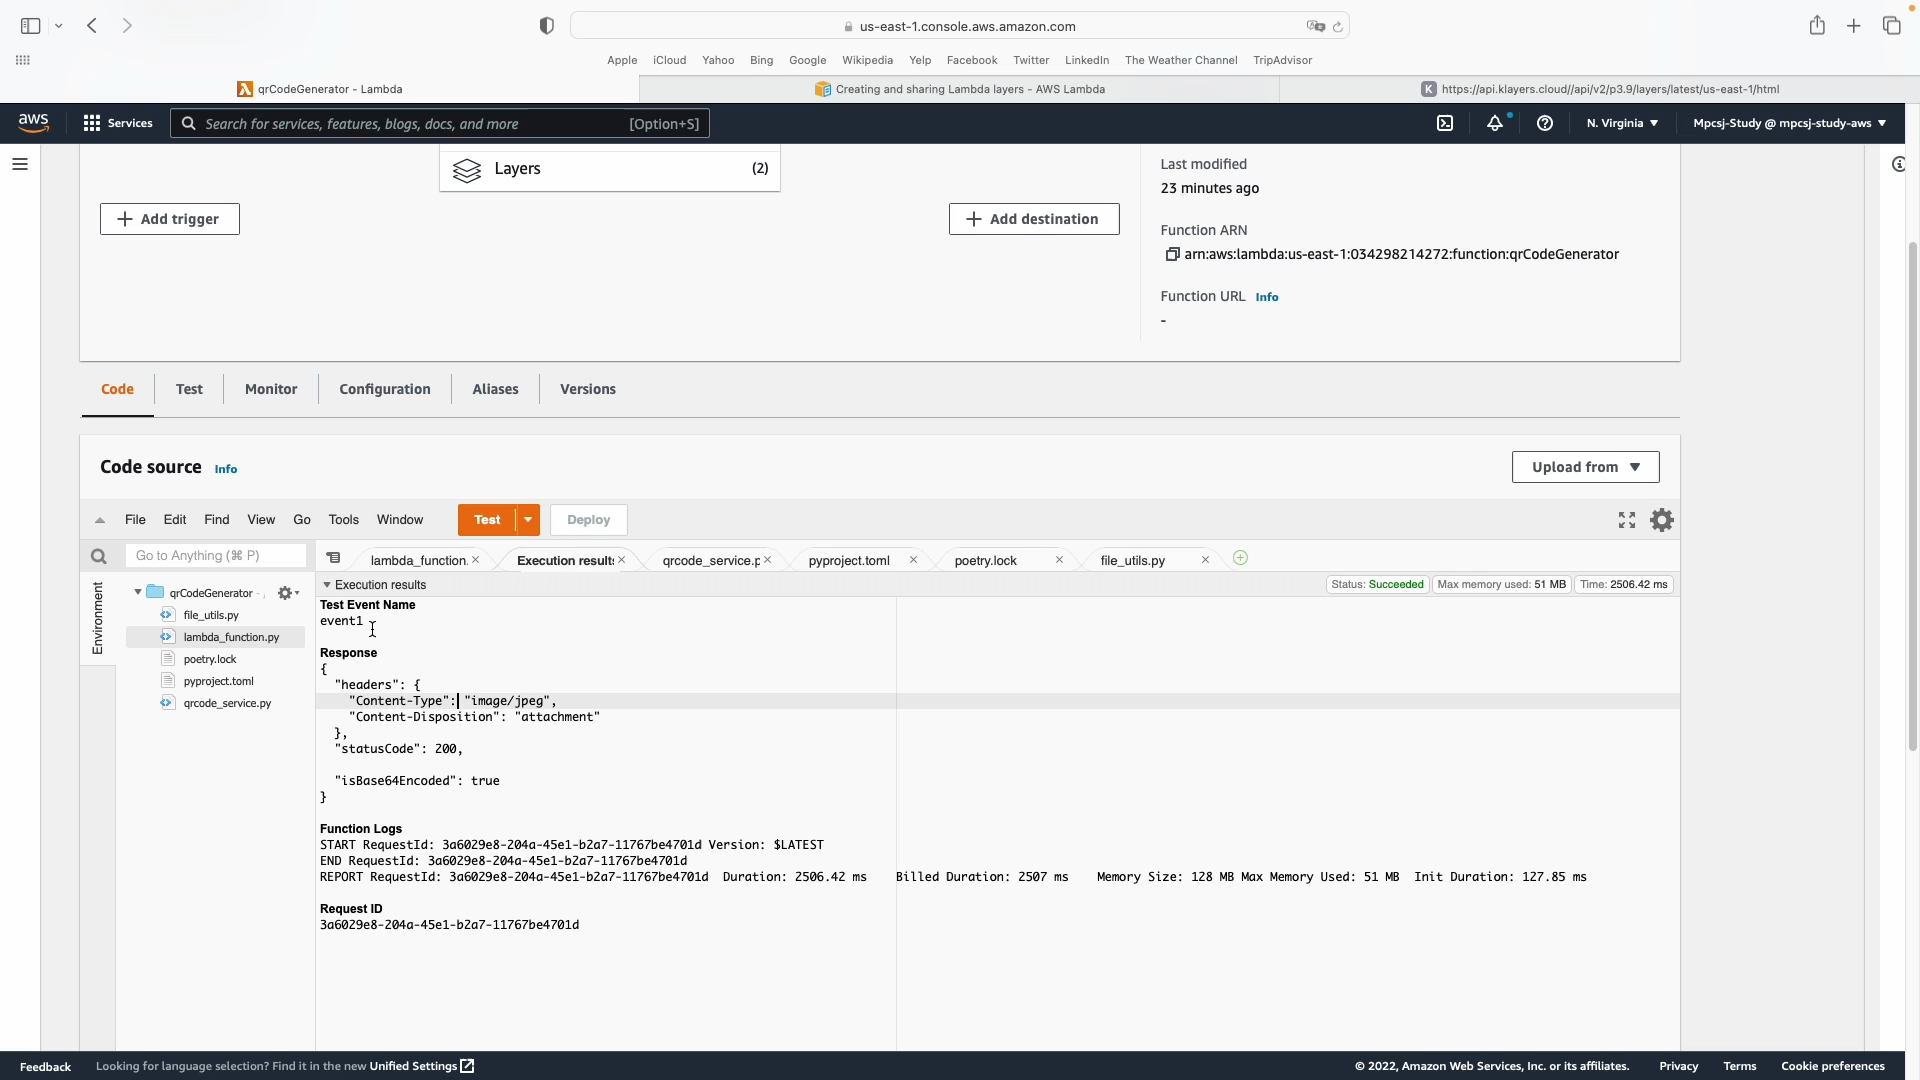 us-east-1.console.aws.amazon.com
Apple iCloud Yahoo Bing Google Wikipedia Yelp Facebook Twitter LinkedIn The Weather Channel TripAdvisor
qrCodeGenerator - Lambda
Creating and sharing Lambda layers - AWS Lambda
K https://api.klayers.cloud//api/v2/p3.9/layers/latest/us-east-1/html
aws Services Search for services, features, blogs, docs, and more [Option+S] N. Virginia Mpcsj-Study @ mpcsj-study-aws
Layers (2)
Add trigger
Add destination
Last modified
23 minutes ago
Function ARN
arn:aws:lambda:us-east-1:034298214272:function:qrCodeGenerator
Function URL Info
-
Code Test Monitor Configuration Aliases Versions
Code source Info
Upload from
File Edit Find View Go Tools Window Test Deploy
Go to Anything (⌘ P)
lambda_function. Execution results qrcode_service.p pyproject.toml poetry.lock file_utils.py
Environment
qrCodeGenerator -
file_utils.py
lambda_function.py
poetry.lock
pyproject.toml
qrcode_service.py
Execution results Status: Succeeded Max memory used: 51 MB Time: 2506.42 ms
Test Event Name
event1
Response
{
"headers": {
"Content-Type": "image/jpeg",
"Content-Disposition": "attachment"
},
"statusCode": 200,
"isBase64Encoded": true
}
Function Logs
START RequestId: 3a6029e8-204a-45e1-b2a7-11767be4701d Version: $LATEST
END RequestId: 3a6029e8-204a-45e1-b2a7-11767be4701d
REPORT RequestId: 3a6029e8-204a-45e1-b2a7-11767be4701d Duration: 2506.42 ms Billed Duration: 2507 ms Memory Size: 128 MB Max Memory Used: 51 MB Init Duration: 127.85 ms
Request ID
3a6029e8-204a-45e1-b2a7-11767be4701d
Feedback Looking for language selection? Find it in the new Unified Settings © 2022, Amazon Web Services, Inc. or its affiliates. Privacy Terms Cookie preferences